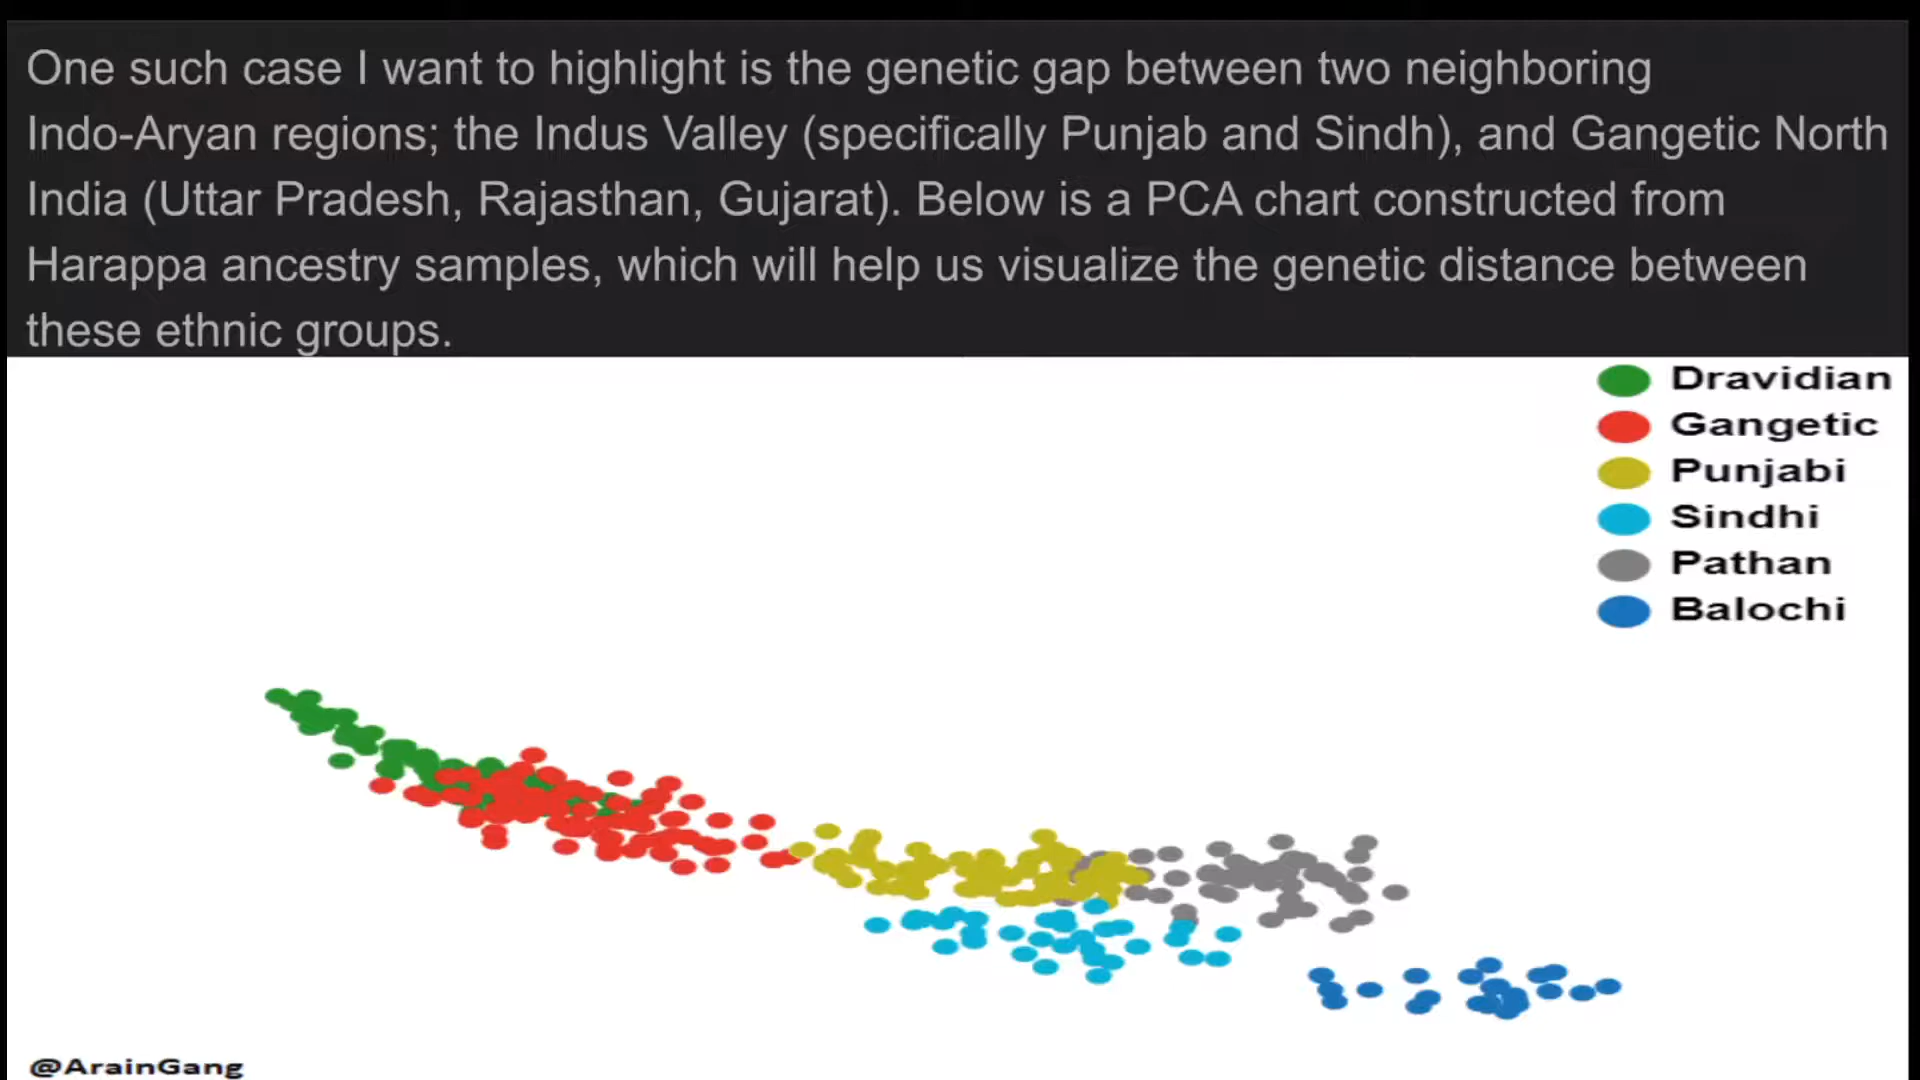 One such case I want to highlight is the genetic gap between two neighboring
Indo-Aryan regions; the Indus Valley (specifically Punjab and Sindh), and Gangetic North
India (Uttar Pradesh, Rajasthan, Gujarat). Below is a PCA chart constructed from
Harappa ancestry samples, which will help us visualize the genetic distance between
these ethnic groups.
Dravidian
Gangetic
Punjabi
Sindhi
Pathan
Balochi
@ArainGang